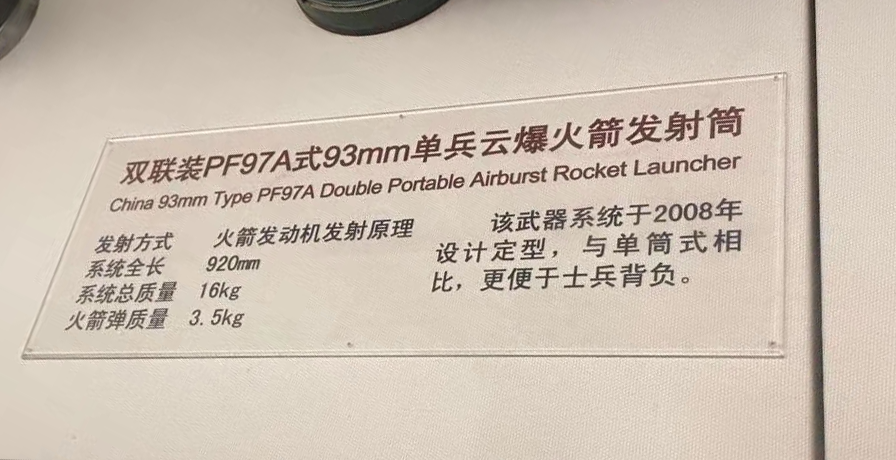 双联装PF97A式93mm单兵云爆火箭发射筒
China 93mm Type PF97A Double Portable Airburst Rocket Launcher
发射方式 火箭发动机发射原理
系统全长 920mm
系统总质量 16kg
火箭弹质量 3.5kg
该武器系统于2008年
设计定型，与单筒式相
比，更便于士兵背负。